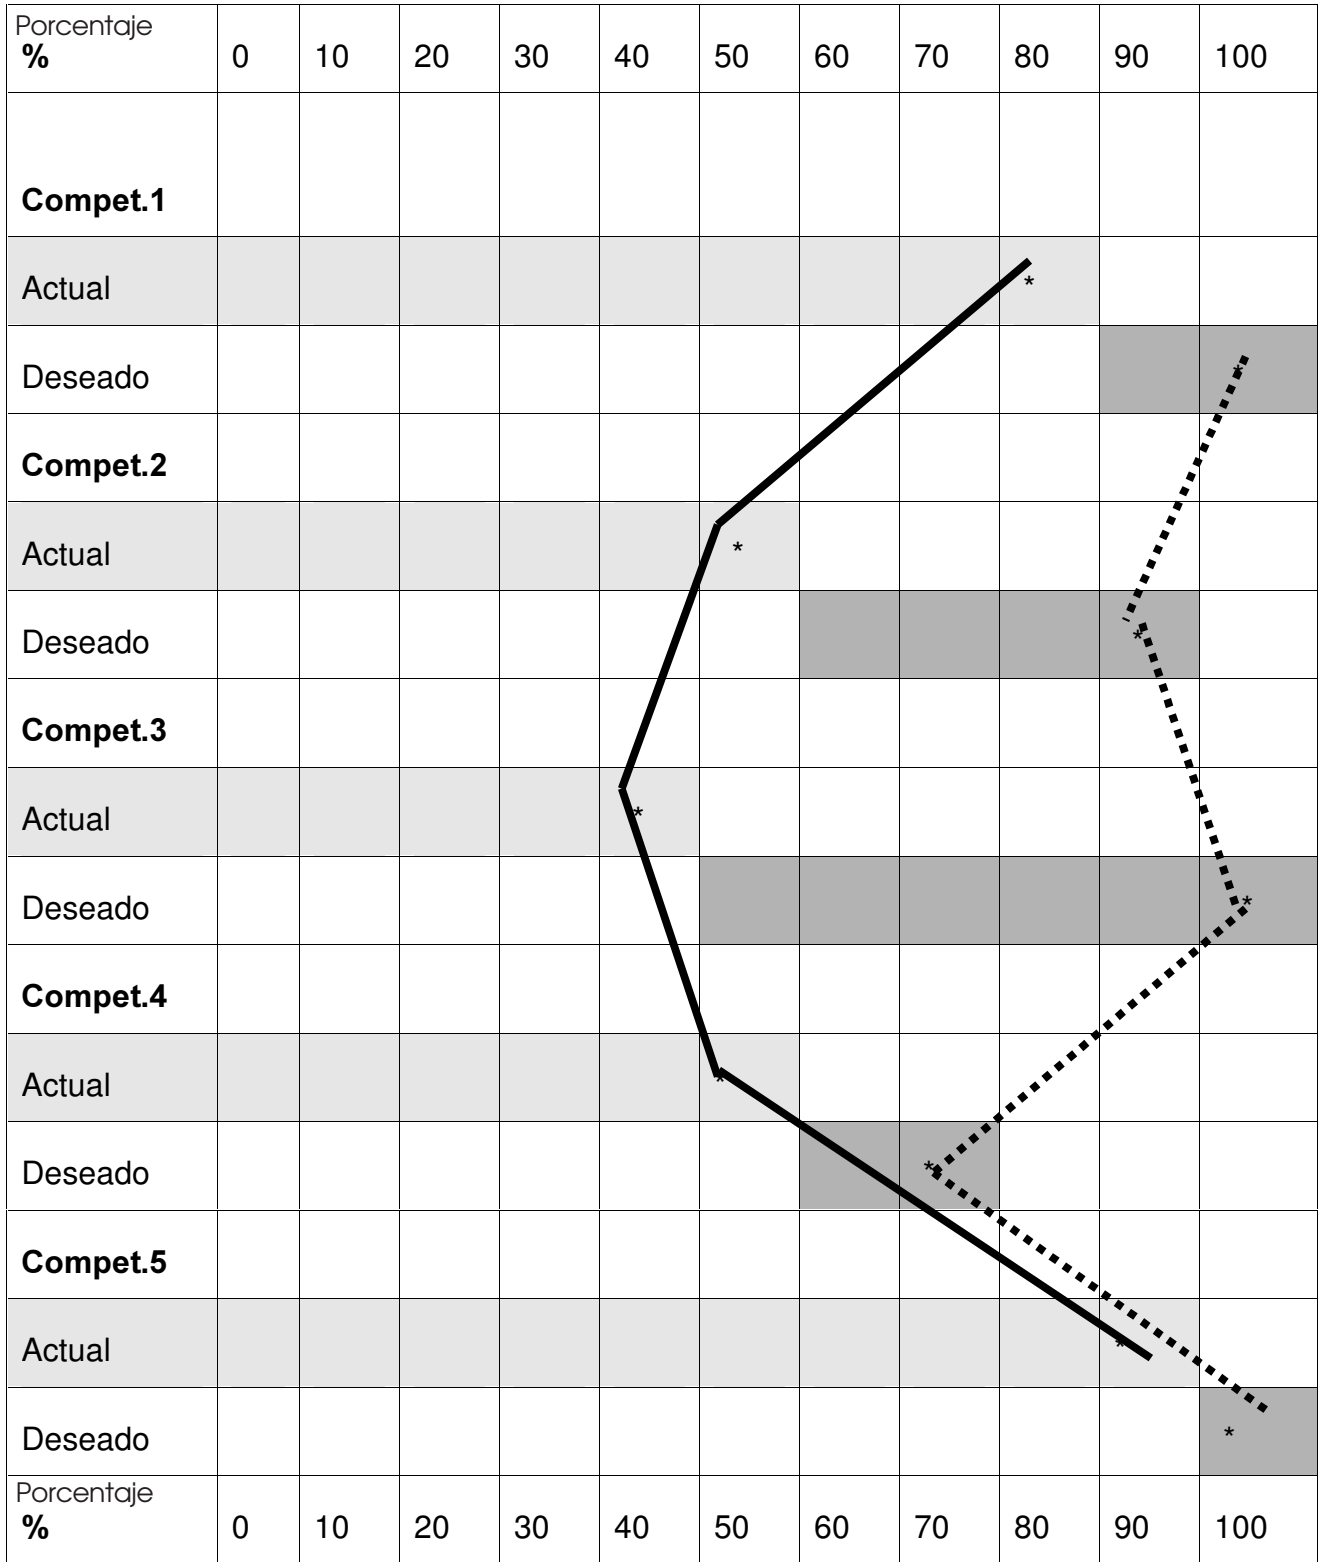 Porcentaje
% 0 10 20 30 40 50 60 70 80 90 100
Compet.1
Actual *
Deseado *
Compet.2
Actual *
Deseado *
Compet.3
Actual *
Deseado *
Compet.4
Actual *
Deseado *
Compet.5
Actual *
Deseado *
Porcentaje
% 0 10 20 30 40 50 60 70 80 90 100